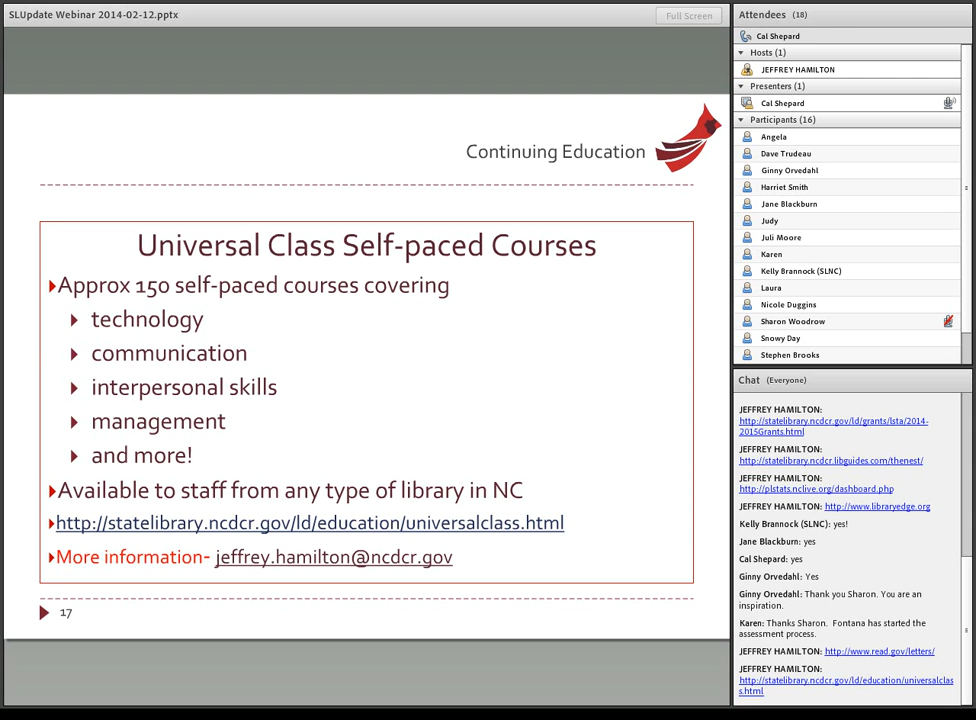 SLUpdate Webinar 2014-02-12.pptx
Full Screen
Continuing Education
Universal Class Self-paced Courses
Approx 150 self-paced courses covering
technology
communication
interpersonal skills
management
and more!
Available to staff from any type of library in NC
http://statelibrary.ncdcr.gov/ld/education/universalclass.html
More information- jeffrey.hamilton@ncdcr.gov
17
Attendees (18)
Cal Shepard
Hosts (1)
JEFFREY HAMILTON
Presenters (1)
Cal Shepard
Participants (16)
Angela
Dave Trudeau
Ginny Orvedahl
Harriet Smith
Jane Blackburn
Judy
Juli Moore
Karen
Kelly Brannock (SLNC)
Laura
Nicole Duggins
Sharon Woodrow
Snowy Day
Stephen Brooks
Chat (Everyone)
JEFFREY HAMILTON:
http://statelibrary.ncdcr.gov/ld/grants/lsta/2014-
2015Grants.html
JEFFREY HAMILTON:
http://statelibrary.ncdcr.libguides.com/thenest/
JEFFREY HAMILTON:
http://plstats.nclive.org/dashboard.php
JEFFREY HAMILTON: http://www.libraryedge.org
Kelly Brannock (SLNC): yes!
Jane Blackburn: yes
Cal Shepard: yes
Ginny Orvedahl: Yes
Ginny Orvedahl: Thank you Sharon. You are an
inspiration.
Karen: Thanks Sharon. Fontana has started the
assessment process.
JEFFREY HAMILTON: http://www.read.gov/letters/
JEFFREY HAMILTON:
http://statelibrary.ncdcr.gov/ld/education/universalclas
s.html